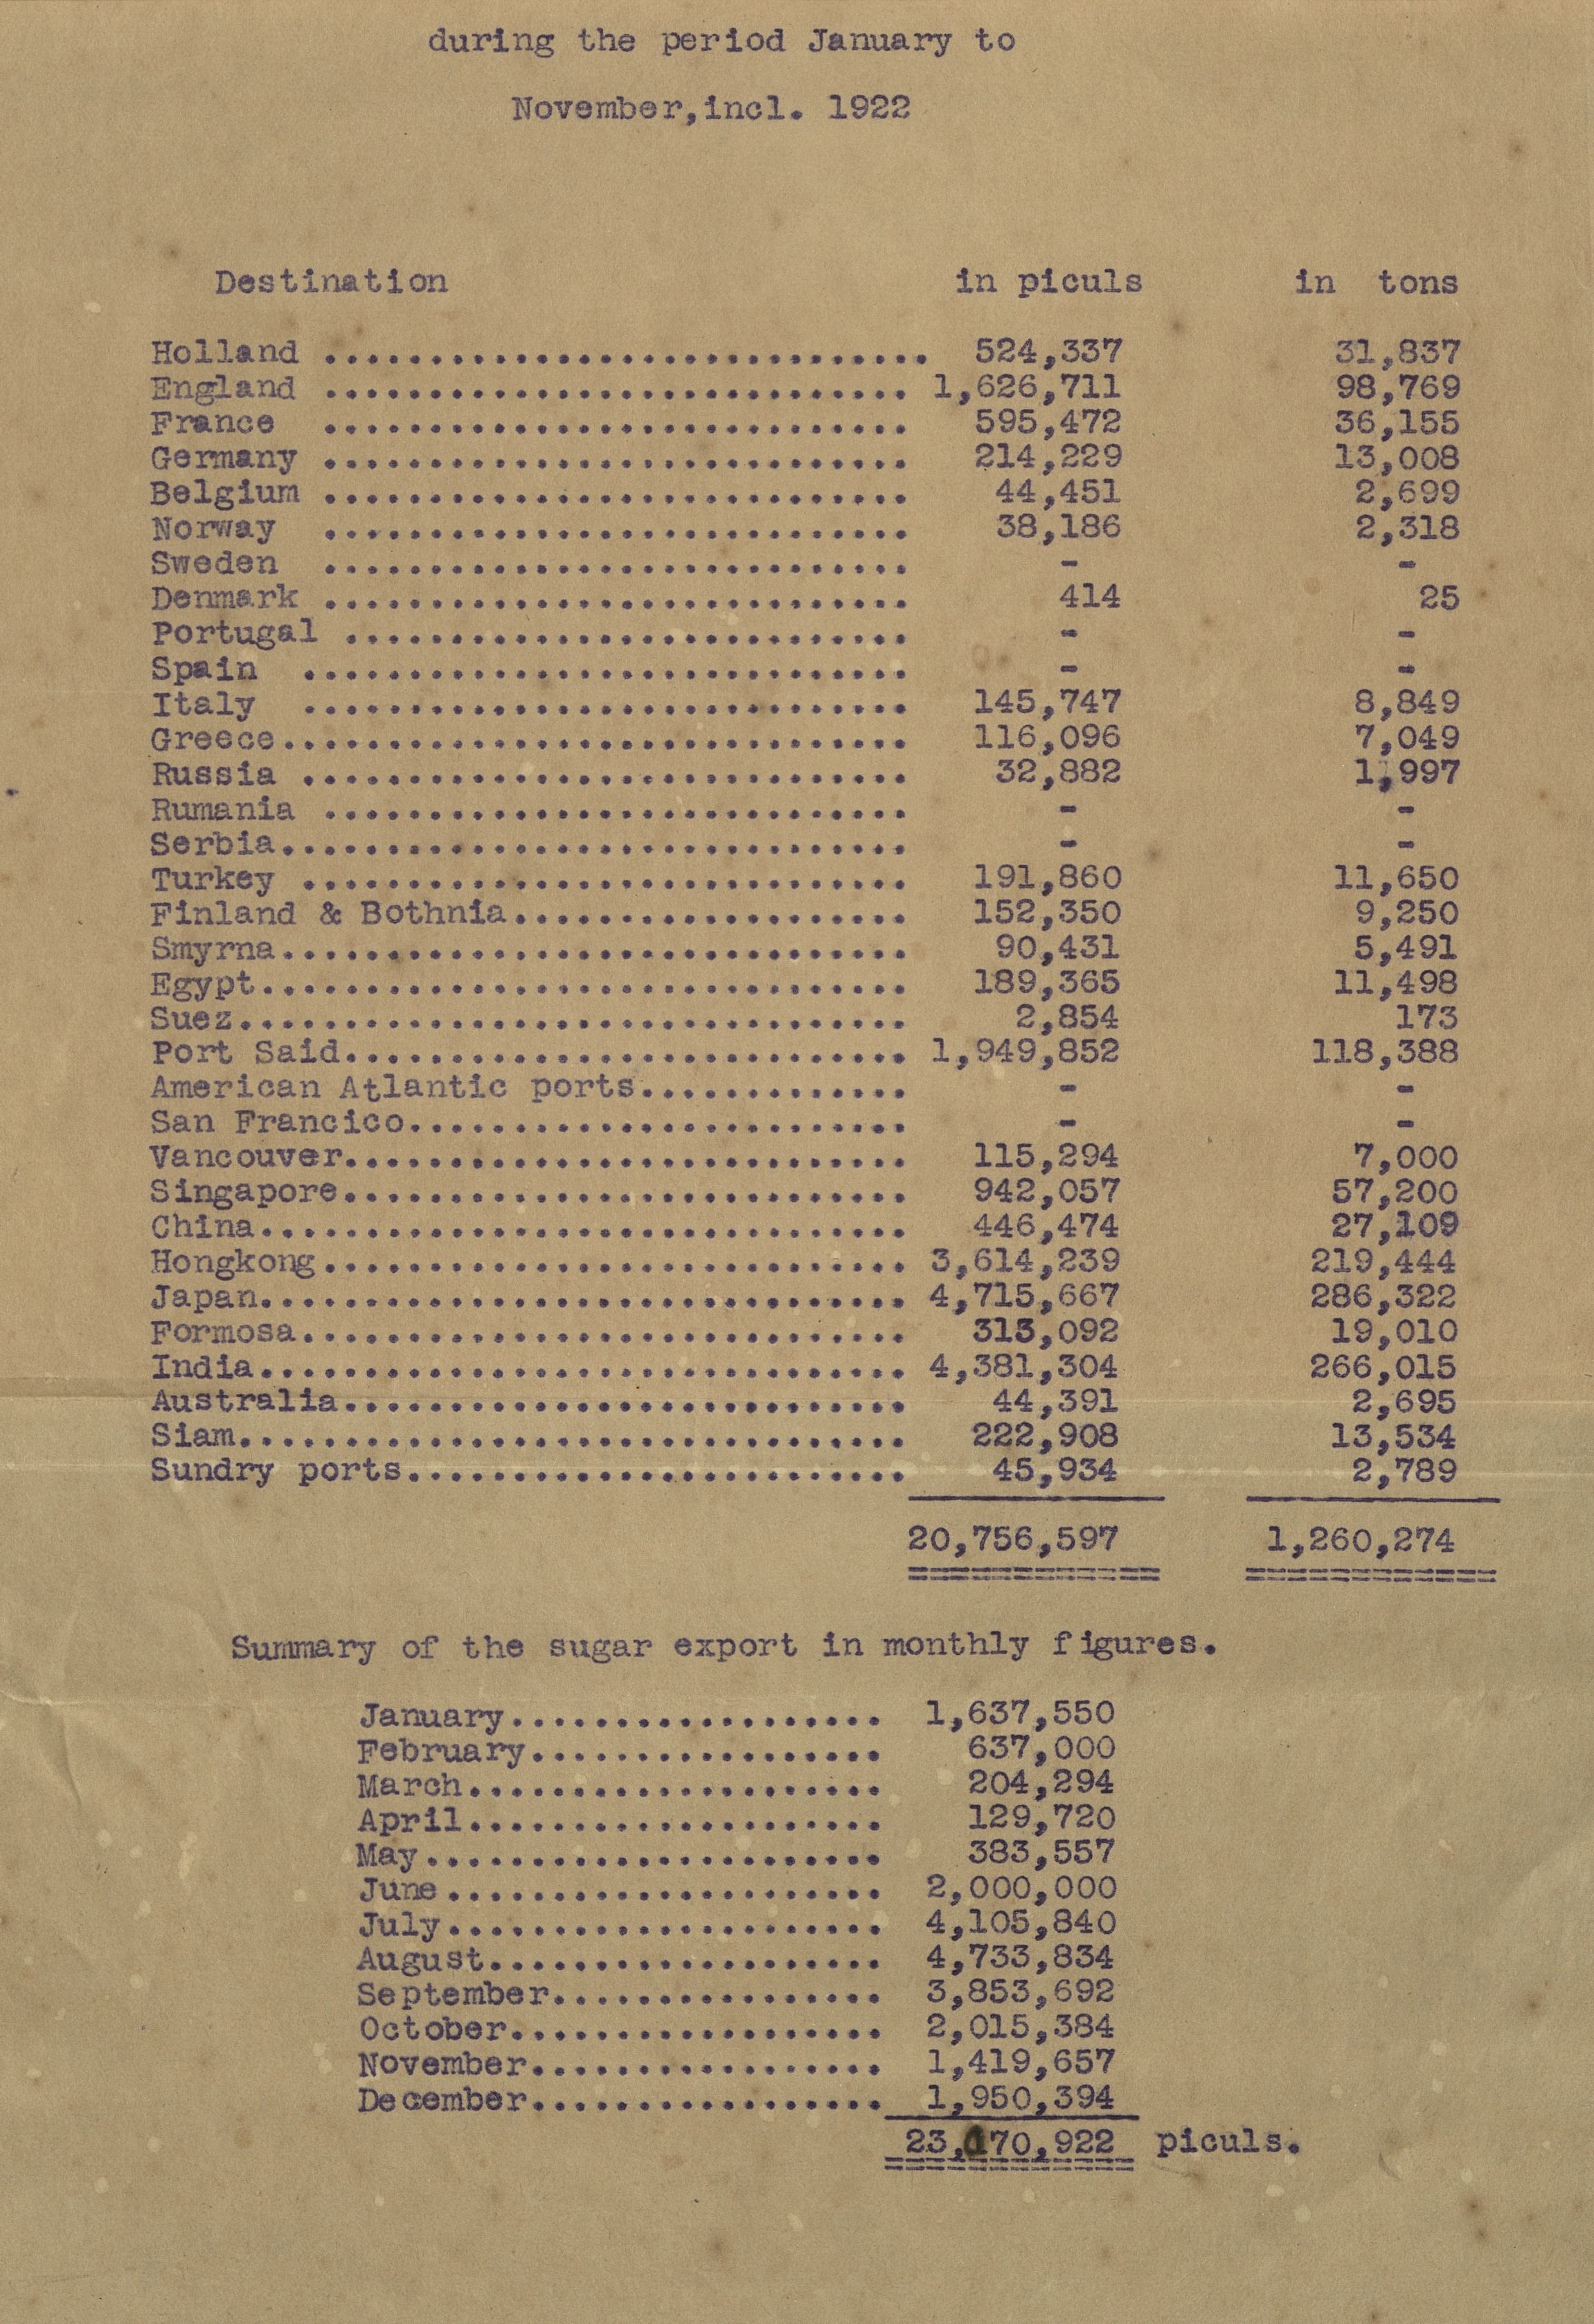 during the period January to
November,incl. 1922
Destination in piculs in tons
Holland ............................. 524,337 31,837
England ............................ 1,626,711 98,769
France ............................ 595,472 36,155
Germany ............................ 214,229 13,008
Belgium ............................ 44,451 2,699
Norway ............................ 38,186 2,318
Sweden ............................ - -
Denmark ............................ 414 25
Portugal ........................... - -
Spain ............................. - -
Italy ............................. 145,747 8,849
Greece.............................. 116,096 7,049
Russia ............................. 32,882 1,997
Rumania ............................ - -
Serbia.............................. - -
Turkey ............................. 191,860 11,650
Finland & Bothnia................... 152,350 9,250
Smyrna.............................. 90,431 5,491
Egypt............................... 189,365 11,498
Suez................................ 2,854 173
Port Said........................... 1,949,852 118,388
American Atlantic ports............. - -
San Francico........................ - -
Vancouver........................... 115,294 7,000
Singapore........................... 942,057 57,200
China............................... 446,474 27,109
Hongkong............................ 3,614,239 219,444
Japan............................... 4,715,667 286,322
Formosa............................. 313,092 19,010
India............................... 4,381,304 266,015
Australia........................... 44,391 2,695
Siam................................ 222,908 13,534
Sundry ports........................ 45,934 2,789
20,756,597 1,260,274
Summary of the sugar export in monthly figures.
January.................. 1,637,550
February................. 637,000
March.................... 204,294
April.................... 129,720
May...................... 383,557
June..................... 2,000,000
July..................... 4,105,840
August................... 4,733,834
September................ 3,853,692
October.................. 2,015,384
November................. 1,419,657
December................. 1,950,394
23,070,922 piculs.